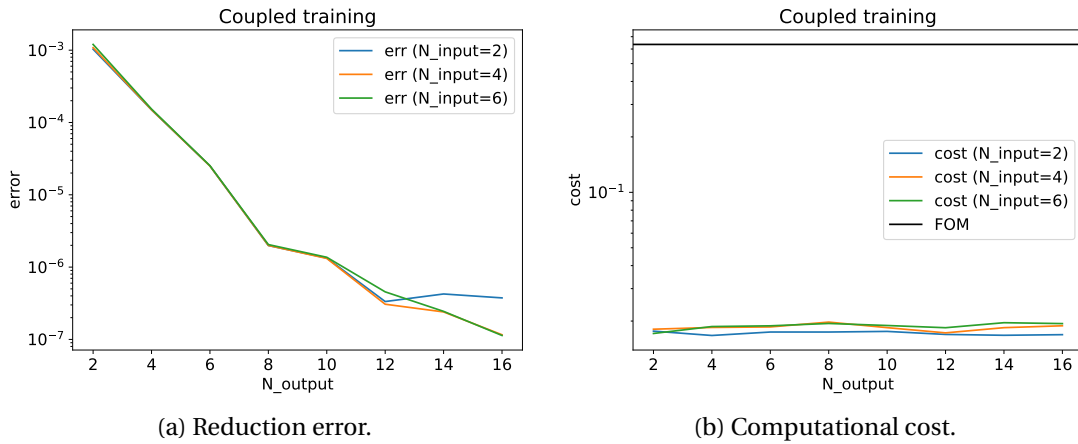 Coupled training
error
10⁻³
10⁻⁴
10⁻⁵
10⁻⁶
10⁻⁷
err (N_input=2)
err (N_input=4)
err (N_input=6)
2 4 6 8 10 12 14 16
N_output
(a) Reduction error.
Coupled training
cost
10⁻¹
cost (N_input=2)
cost (N_input=4)
cost (N_input=6)
FOM
2 4 6 8 10 12 14 16
N_output
(b) Computational cost.